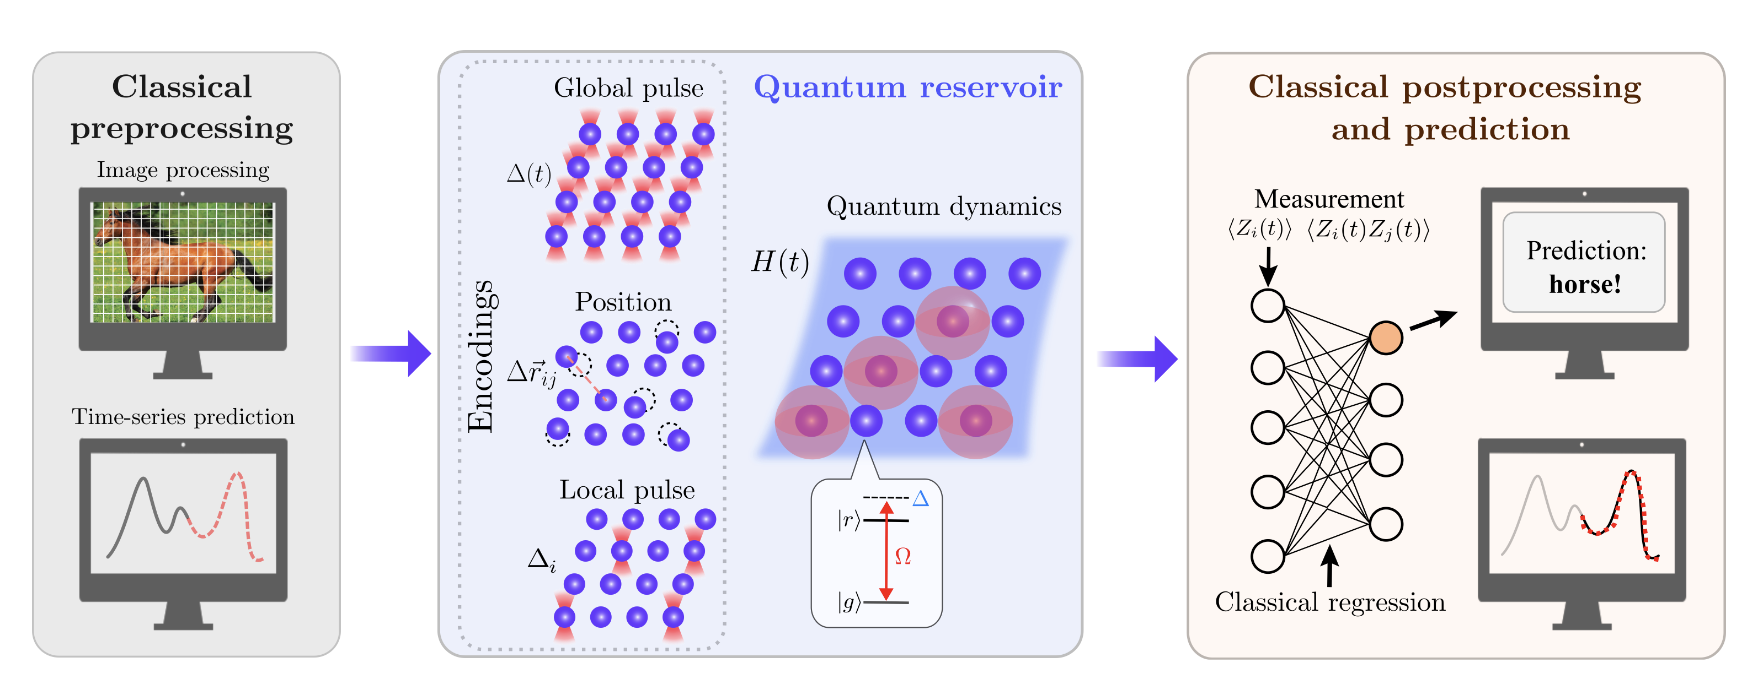 Classical
preprocessing
Image processing
Time-series prediction
Encodings
Global pulse
Δ(t)
Position
Δr⃗ᵢⱼ
Local pulse
Δᵢ
Quantum reservoir
Quantum dynamics
H(t)
Δ
|r⟩
Ω
|g⟩
Classical postprocessing
and prediction
Measurement
⟨Zᵢ(t)⟩ ⟨Zᵢ(t)Zⱼ(t)⟩
Classical regression
Prediction:
horse!